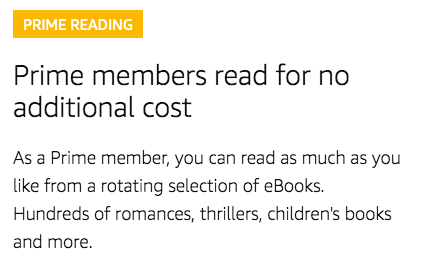 PRIME READING
Prime members read for no
additional cost
As a Prime member, you can read as much as you
like from a rotating selection of eBooks.
Hundreds of romances, thrillers, children's books
and more.